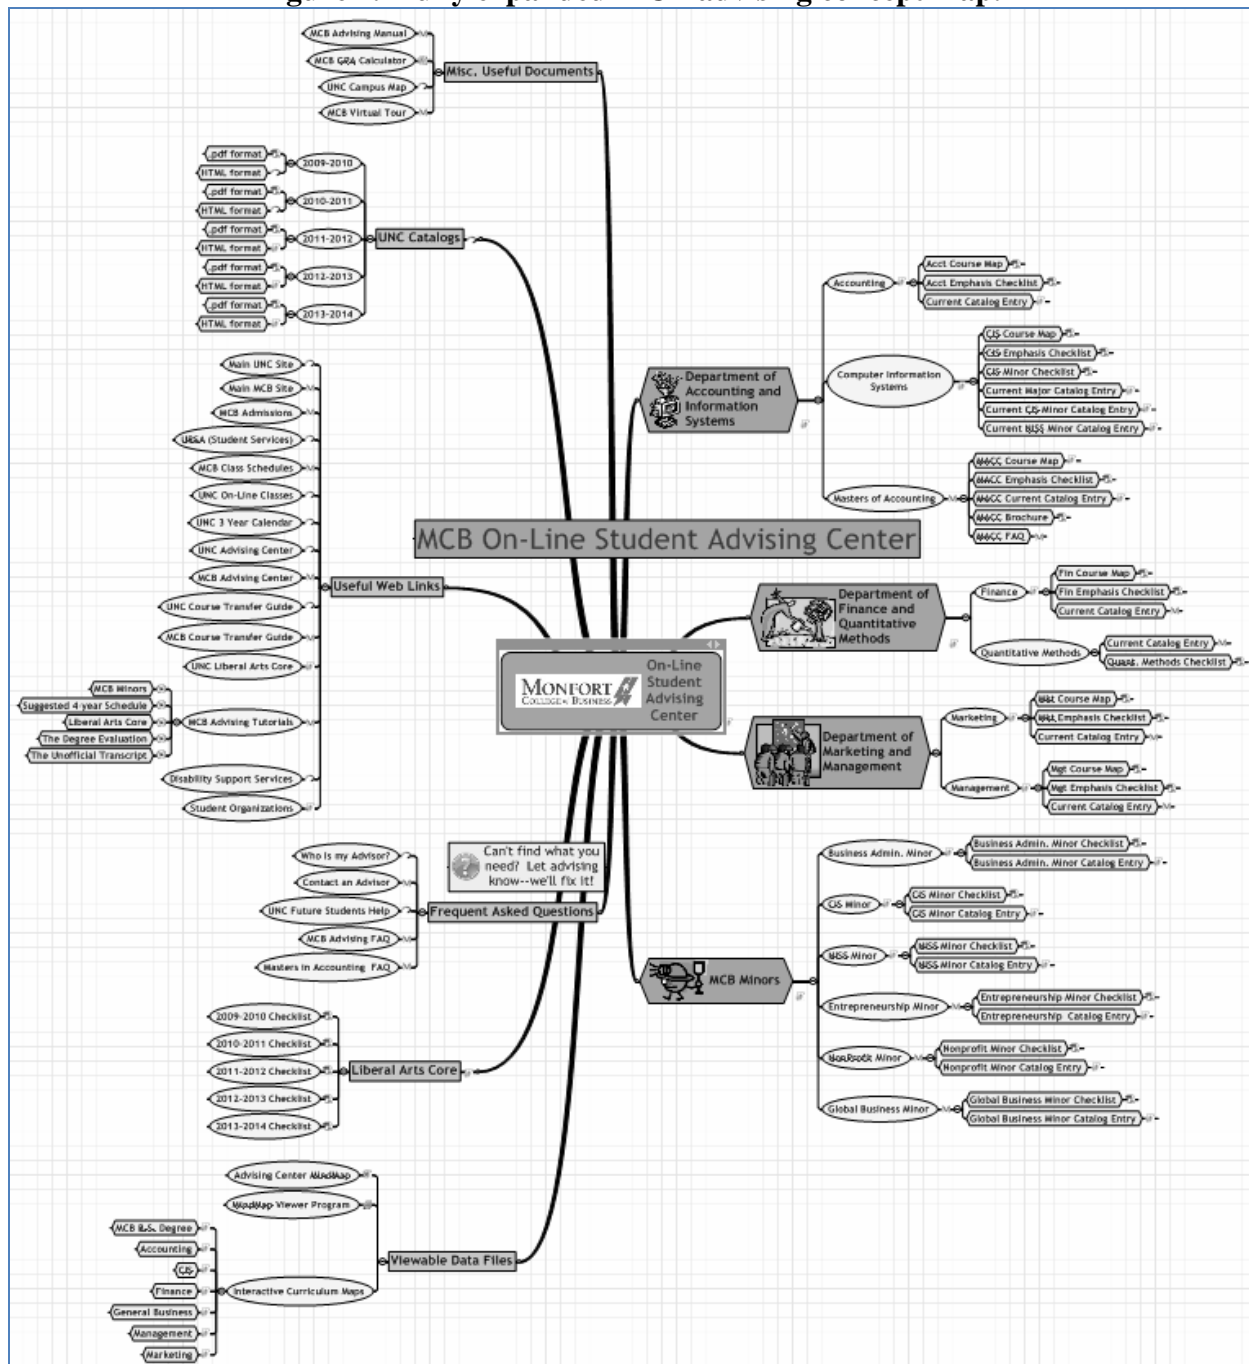 MCB Advising Manual
MCB GPA Calculator
UNC Campus Map
MCB Virtual Tour
Misc. Useful Documents
.pdf format
HTML format
2009-2010
.pdf format
HTML format
2010-2011
.pdf format
HTML format
2011-2012
.pdf format
HTML format
2012-2013
.pdf format
HTML format
2013-2014
UNC Catalogs
Main UNC Site
Main MCB Site
MCB Admissions
URSA (Student Services)
MCB Class Schedules
UNC On-Line Classes
UNC 3 Year Calendar
UNC Advising Center
MCB Advising Center
UNC Course Transfer Guide
MCB Course Transfer Guide
UNC Liberal Arts Core
MCB Minors
Suggested 4-year Schedule
Liberal Arts Core
The Degree Evaluation
The Unofficial Transcript
MCB Advising Tutorials
Disability Support Services
Student Organizations
Useful Web Links
Who is my Advisor?
Contact an Advisor
UNC Future Students Help
MCB Advising FAQ
Masters in Accounting FAQ
Can't find what you
need? Let advising
know--we'll fix it!
Frequent Asked Questions
2009-2010 Checklist
2010-2011 Checklist
2011-2012 Checklist
2012-2013 Checklist
2013-2014 Checklist
Liberal Arts Core
Advising Center MindMap
MindMap Viewer Program
MCB B.S. Degree
Accounting
CIS
Finance
General Business
Management
Marketing
Interactive Curriculum Maps
Viewable Data Files
MCB On-Line Student Advising Center
MONFORT
COLLEGE OF BUSINESS
On-Line
Student
Advising
Center
Department of
Accounting and
Information
Systems
Accounting
Acct Course Map
Acct Emphasis Checklist
Current Catalog Entry
Computer Information
Systems
CIS Course Map
CIS Emphasis Checklist
CIS Minor Checklist
Current Major Catalog Entry
Current CIS Minor Catalog Entry
Current NISS Minor Catalog Entry
Masters of Accounting
MACC Course Map
MACC Emphasis Checklist
MACC Current Catalog Entry
MACC Brochure
MACC FAQ
Department of
Finance and
Quantitative
Methods
Finance
Fin Course Map
Fin Emphasis Checklist
Current Catalog Entry
Quantitative Methods
Current Catalog Entry
Quant. Methods Checklist
Department of
Marketing and
Management
Marketing
Mkt Course Map
Mkt Emphasis Checklist
Current Catalog Entry
Management
Mgt Course Map
Mgt Emphasis Checklist
Current Catalog Entry
MCB Minors
Business Admin. Minor
Business Admin. Minor Checklist
Business Admin. Minor Catalog Entry
CIS Minor
CIS Minor Checklist
CIS Minor Catalog Entry
NISS Minor
NISS Minor Checklist
NISS Minor Catalog Entry
Entrepreneurship Minor
Entrepreneurship Minor Checklist
Entrepreneurship Catalog Entry
NonProfit Minor
Nonprofit Minor Checklist
Nonprofit Minor Catalog Entry
Global Business Minor
Global Business Minor Checklist
Global Business Minor Catalog Entry